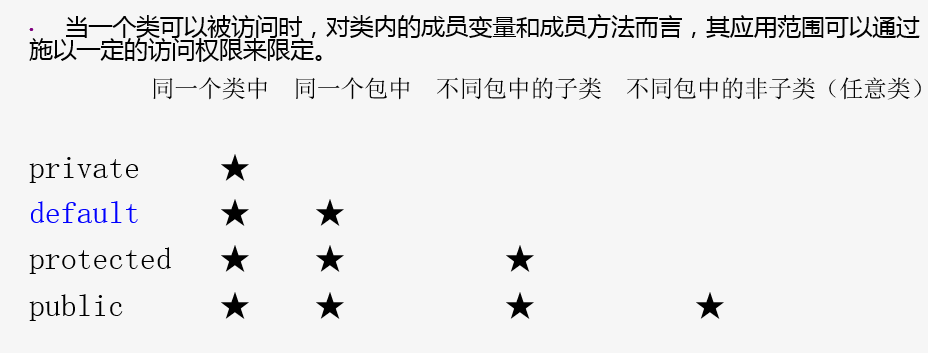 · 当一个类可以被访问时，对类内的成员变量和成员方法而言，其应用范围可以通过
施以一定的访问权限来限定。
同一个类中 同一个包中 不同包中的子类 不同包中的非子类（任意类）
private ★
default ★ ★
protected ★ ★ ★
public ★ ★ ★ ★